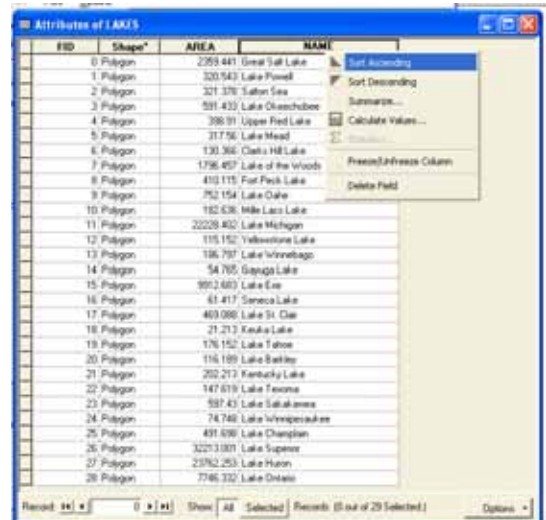 Attributes of LAKES
FID Shape* AREA NAME
0 Polygon 2359.441 Great Salt Lake
1 Polygon 320.543 Lake Powell
2 Polygon 321.378 Salton Sea
3 Polygon 591.433 Lake Okeechobee
4 Polygon 398.91 Upper Red Lake
5 Polygon 317.56 Lake Mead
6 Polygon 130.366 Clarks Hill Lake
7 Polygon 1796.457 Lake of the Woods
8 Polygon 410.115 Fort Peck Lake
9 Polygon 752.154 Lake Oahe
10 Polygon 182.636 Mille Lacs Lake
11 Polygon 22228.402 Lake Michigan
12 Polygon 115.152 Yellowstone Lake
13 Polygon 186.797 Lake Winnebago
14 Polygon 54.765 Gayuga Lake
15 Polygon 9912.603 Lake Erie
16 Polygon 61.417 Seneca Lake
17 Polygon 469.088 Lake St. Clair
18 Polygon 21.213 Keuka Lake
19 Polygon 176.152 Lake Tahoe
20 Polygon 116.189 Lake Barkley
21 Polygon 202.213 Kentucky Lake
22 Polygon 147.619 Lake Texoma
23 Polygon 597.43 Lake Sakakawea
24 Polygon 74.748 Lake Winnipesaukee
25 Polygon 491.698 Lake Champlain
26 Polygon 32213.001 Lake Superior
27 Polygon 23762.253 Lake Huron
28 Polygon 7746.332 Lake Ontario
Sort Ascending
Sort Descending
Summarize...
Calculate Values...
Statistics...
Freeze/Unfreeze Column
Delete Field
Record: 0 Show: All Selected Records (0 out of 29 Selected.) Options